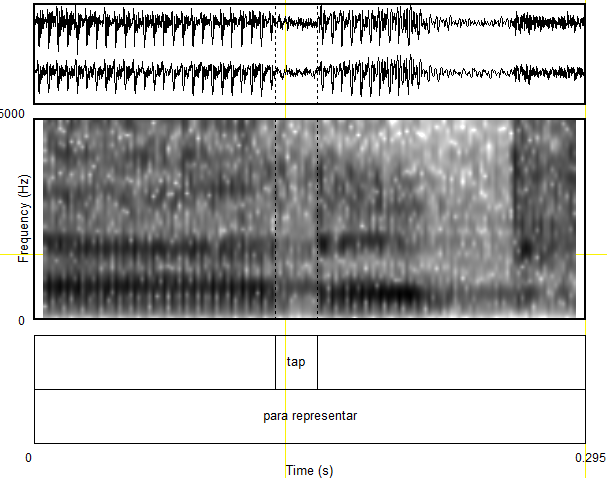 5000
Frequency (Hz)
0
tap
para representar
0
0.295
Time (s)